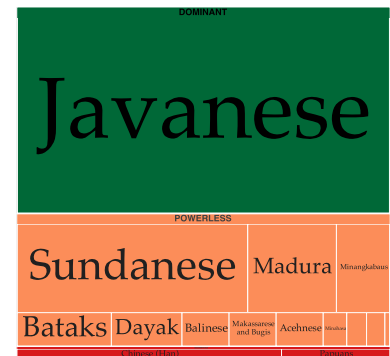 DOMINANT
Javanese
POWERLESS
Sundanese
Madura
Minangkabaus
Bataks
Dayak
Balinese
Makassarese
and Bugis
Acehnese
Chinese (Han)
Papuans